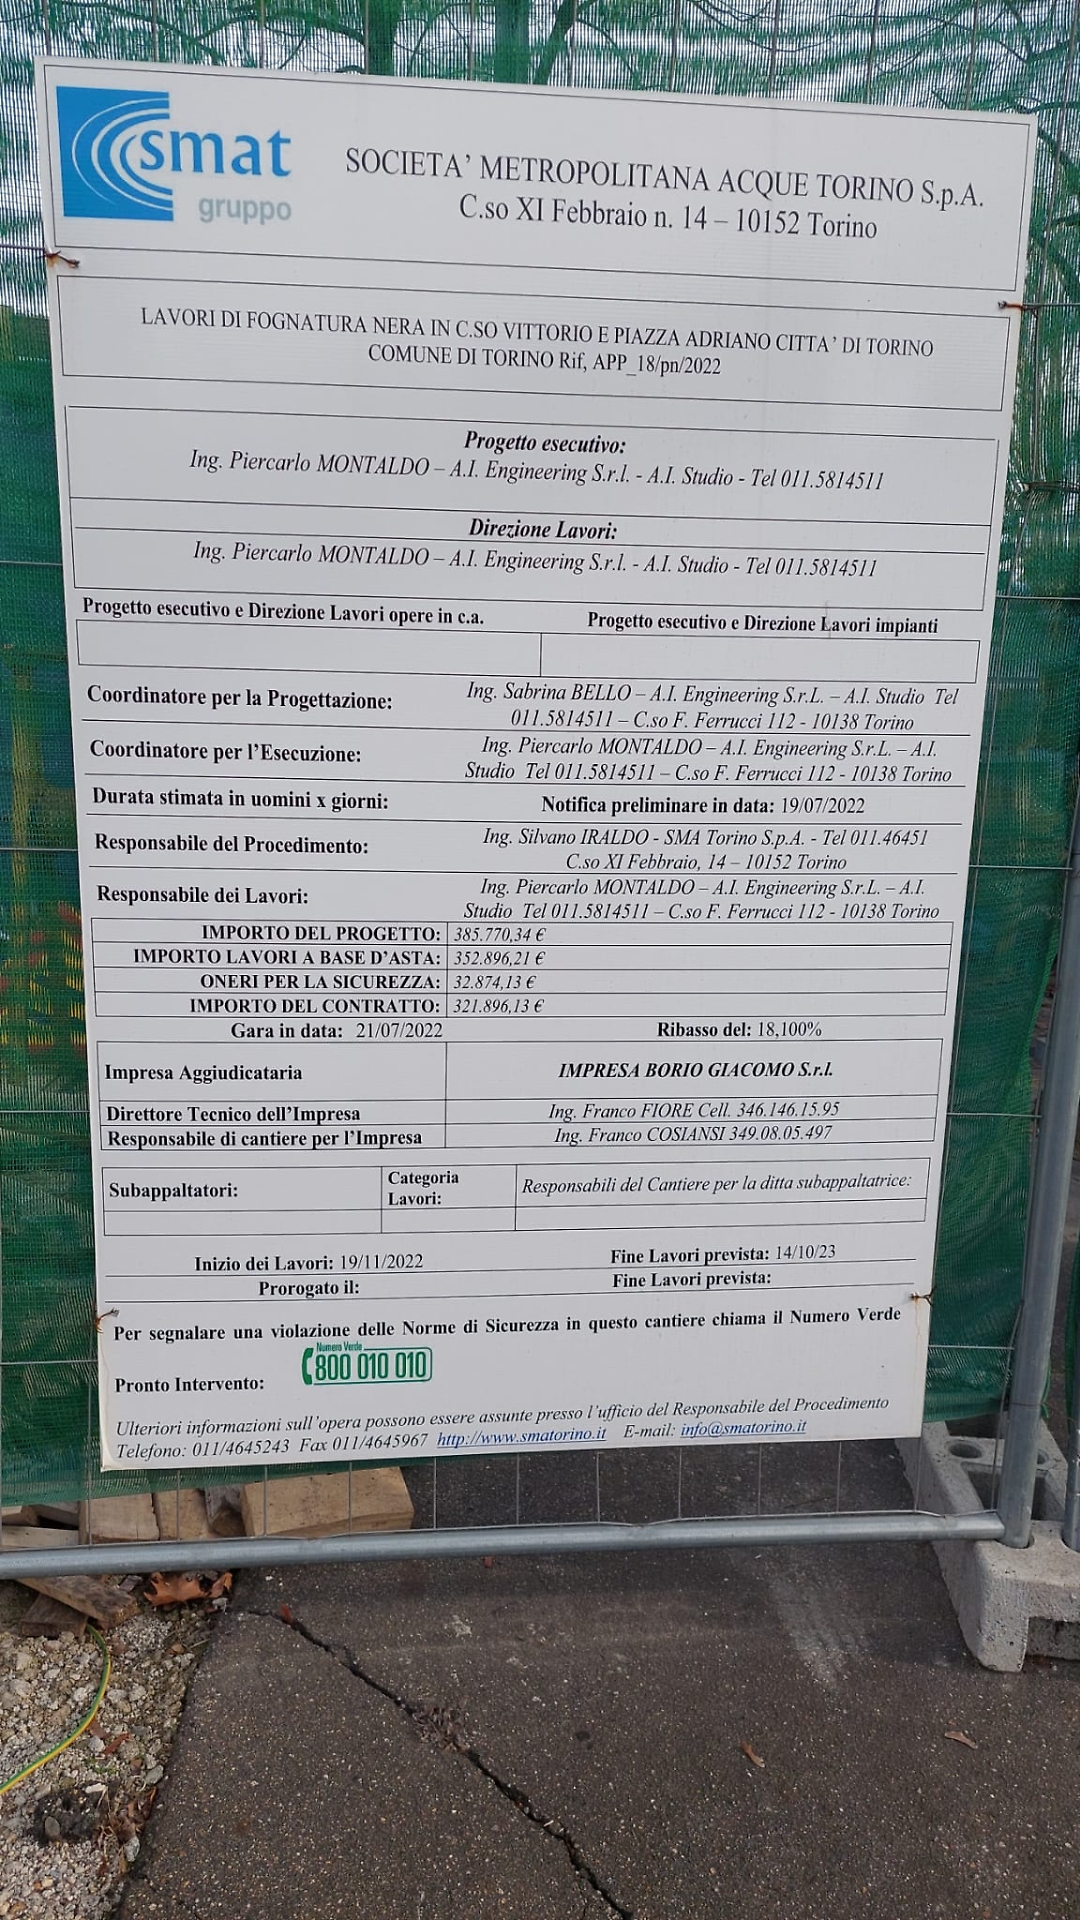 smat
gruppo
SOCIETA' METROPOLITANA ACQUE TORINO S.p.A.
C.so XI Febbraio n. 14 – 10152 Torino
LAVORI DI FOGNATURA NERA IN C.SO VITTORIO E PIAZZA ADRIANO CITTA' DI TORINO
COMUNE DI TORINO Rif, APP_18/pn/2022
Progetto esecutivo:
Ing. Piercarlo MONTALDO – A.I. Engineering S.r.l. - A.I. Studio - Tel 011.5814511
Direzione Lavori:
Ing. Piercarlo MONTALDO – A.I. Engineering S.r.l. - A.I. Studio - Tel 011.5814511
Progetto esecutivo e Direzione Lavori opere in c.a.
Progetto esecutivo e Direzione Lavori impianti
Coordinatore per la Progettazione:
Ing. Sabrina BELLO – A.I. Engineering S.r.L. – A.I. Studio Tel
011.5814511 – C.so F. Ferrucci 112 - 10138 Torino
Coordinatore per l'Esecuzione:
Ing. Piercarlo MONTALDO – A.I. Engineering S.r.L. – A.I.
Studio Tel 011.5814511 – C.so F. Ferrucci 112 - 10138 Torino
Durata stimata in uomini x giorni:
Notifica preliminare in data: 19/07/2022
Responsabile del Procedimento:
Ing. Silvano IRALDO - SMA Torino S.p.A. - Tel 011.46451
C.so XI Febbraio, 14 – 10152 Torino
Responsabile dei Lavori:
Ing. Piercarlo MONTALDO – A.I. Engineering S.r.L. – A.I.
Studio Tel 011.5814511 – C.so F. Ferrucci 112 - 10138 Torino
IMPORTO DEL PROGETTO: 385.770,34 €
IMPORTO LAVORI A BASE D'ASTA: 352.896,21 €
ONERI PER LA SICUREZZA: 32.874,13 €
IMPORTO DEL CONTRATTO: 321.896,13 €
Gara in data: 21/07/2022 Ribasso del: 18,100%
Impresa Aggiudicataria IMPRESA BORIO GIACOMO S.r.l.
Direttore Tecnico dell'Impresa Ing. Franco FIORE Cell. 346.146.15.95
Responsabile di cantiere per l'Impresa Ing. Franco COSIANSI 349.08.05.497
Subappaltatori:
Categoria
Lavori:
Responsabili del Cantiere per la ditta subappaltatrice:
Inizio dei Lavori: 19/11/2022 Fine Lavori prevista: 14/10/23
Prorogato il: Fine Lavori prevista:
Per segnalare una violazione delle Norme di Sicurezza in questo cantiere chiama il Numero Verde
Numero Verde
800 010 010
Pronto Intervento:
Ulteriori informazioni sull'opera possono essere assunte presso l'ufficio del Responsabile del Procedimento
Telefono: 011/4645243 Fax 011/4645967 http://www.smatorino.it E-mail: info@smatorino.it